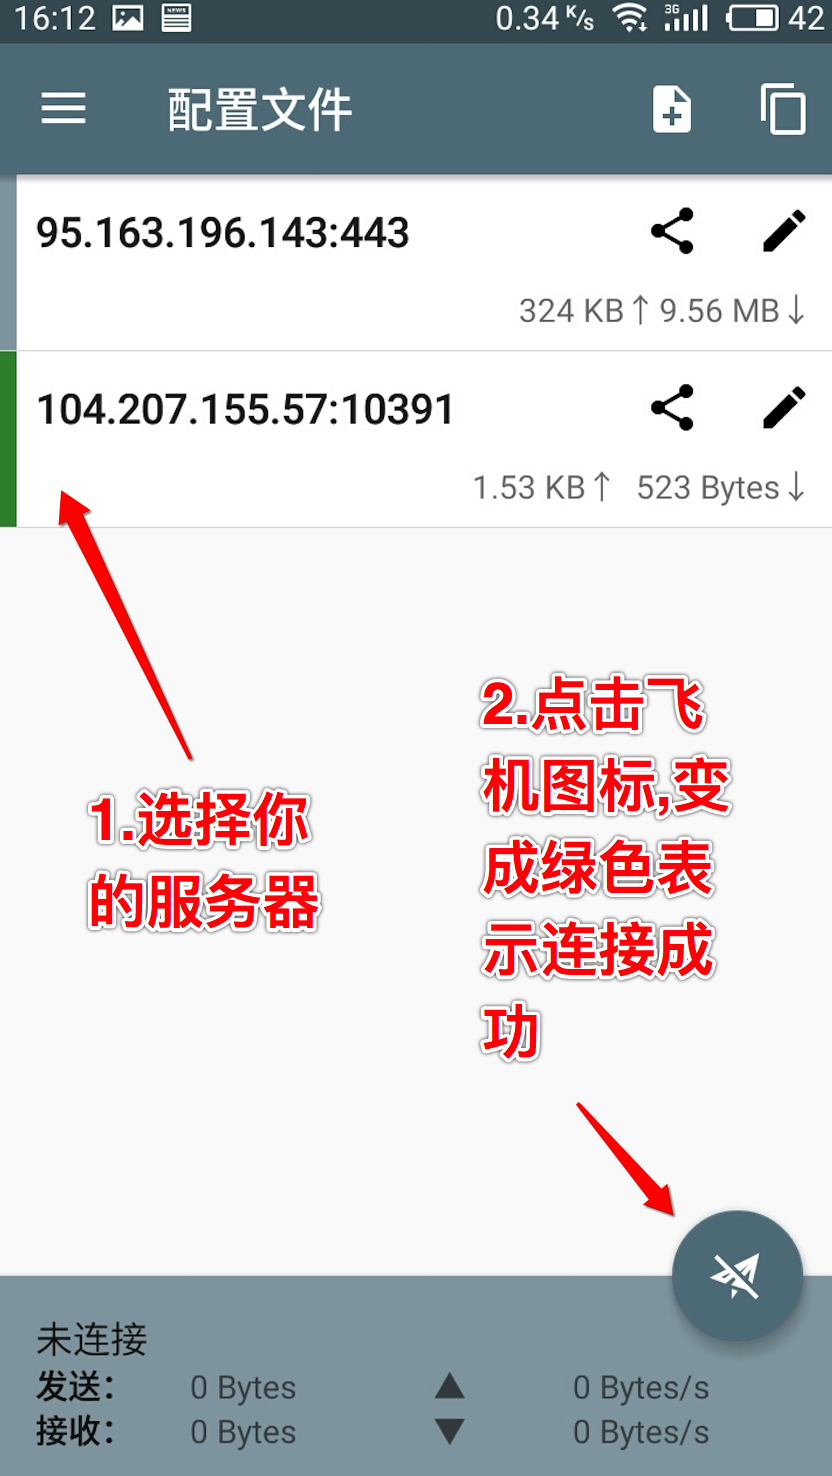 16:12 NEWS 0.34 K/s 3G 42
配置文件
95.163.196.143:443
324 KB↑ 9.56 MB↓
104.207.155.57:10391
1.53 KB↑ 523 Bytes↓
1.选择你
的服务器
2.点击飞
机图标,变
成绿色表
示连接成
功
未连接
发送： 0 Bytes ▲ 0 Bytes/s
接收： 0 Bytes ▼ 0 Bytes/s